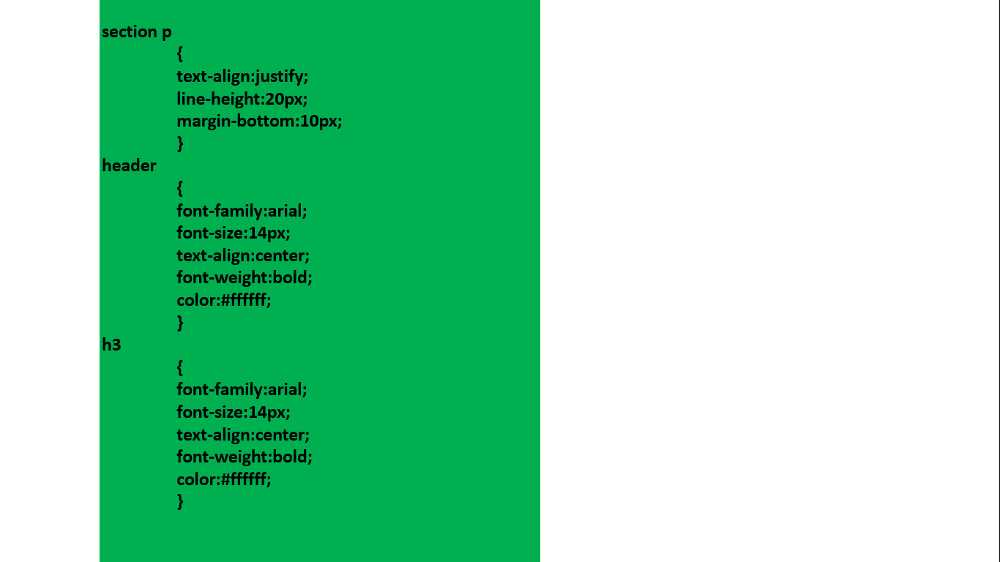 section p
{
text-align:justify;
line-height:20px;
margin-bottom:10px;
}
header
{
font-family:arial;
font-size:14px;
text-align:center;
font-weight:bold;
color:#ffffff;
}
h3
{
font-family:arial;
font-size:14px;
text-align:center;
font-weight:bold;
color:#ffffff;
}